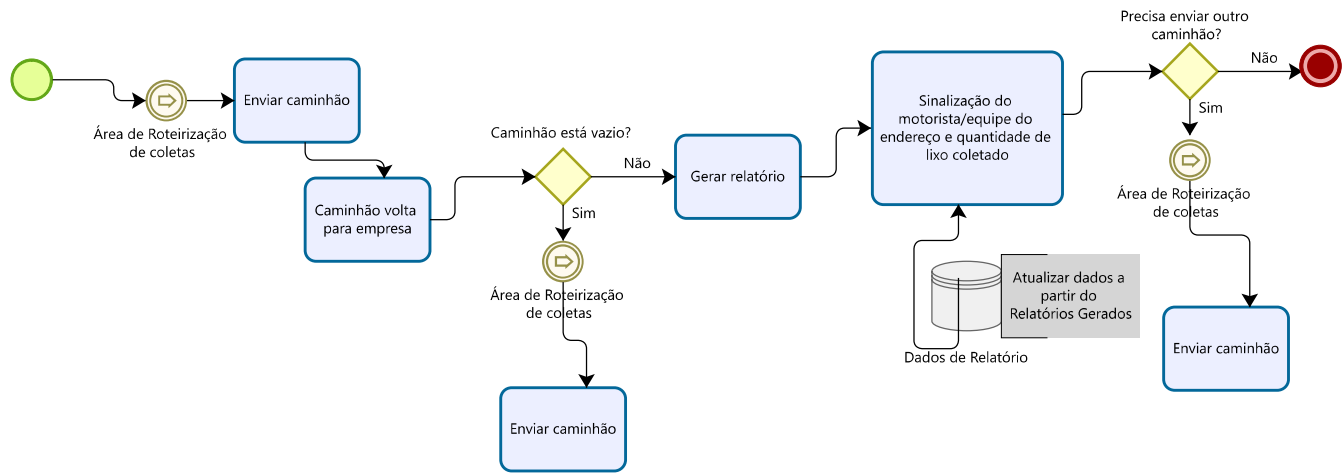 Área de Roteirização
de coletas
Enviar caminhão
Caminhão volta
para empresa
Caminhão está vazio?
Não
Sim
Área de Roteirização
de coletas
Enviar caminhão
Gerar relatório
Sinalização do
motorista/equipe do
endereço e quantidade de
lixo coletado
Dados de Relatório
Atualizar dados a
partir do
Relatórios Gerados
Precisa enviar outro
caminhão?
Não
Sim
Área de Roteirização
de coletas
Enviar caminhão